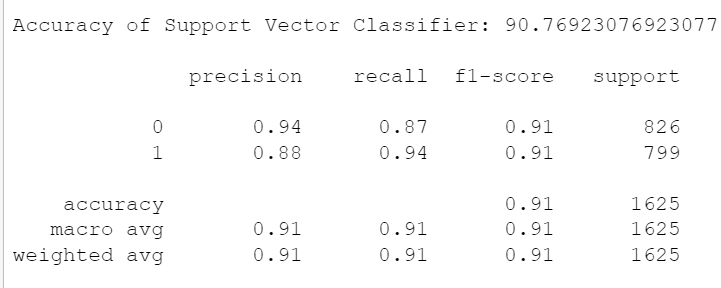 Accuracy of Support Vector Classifier: 90.76923076923077
precision recall f1-score support
0 0.94 0.87 0.91 826
1 0.88 0.94 0.91 799
accuracy 0.91 1625
macro avg 0.91 0.91 0.91 1625
weighted avg 0.91 0.91 0.91 1625